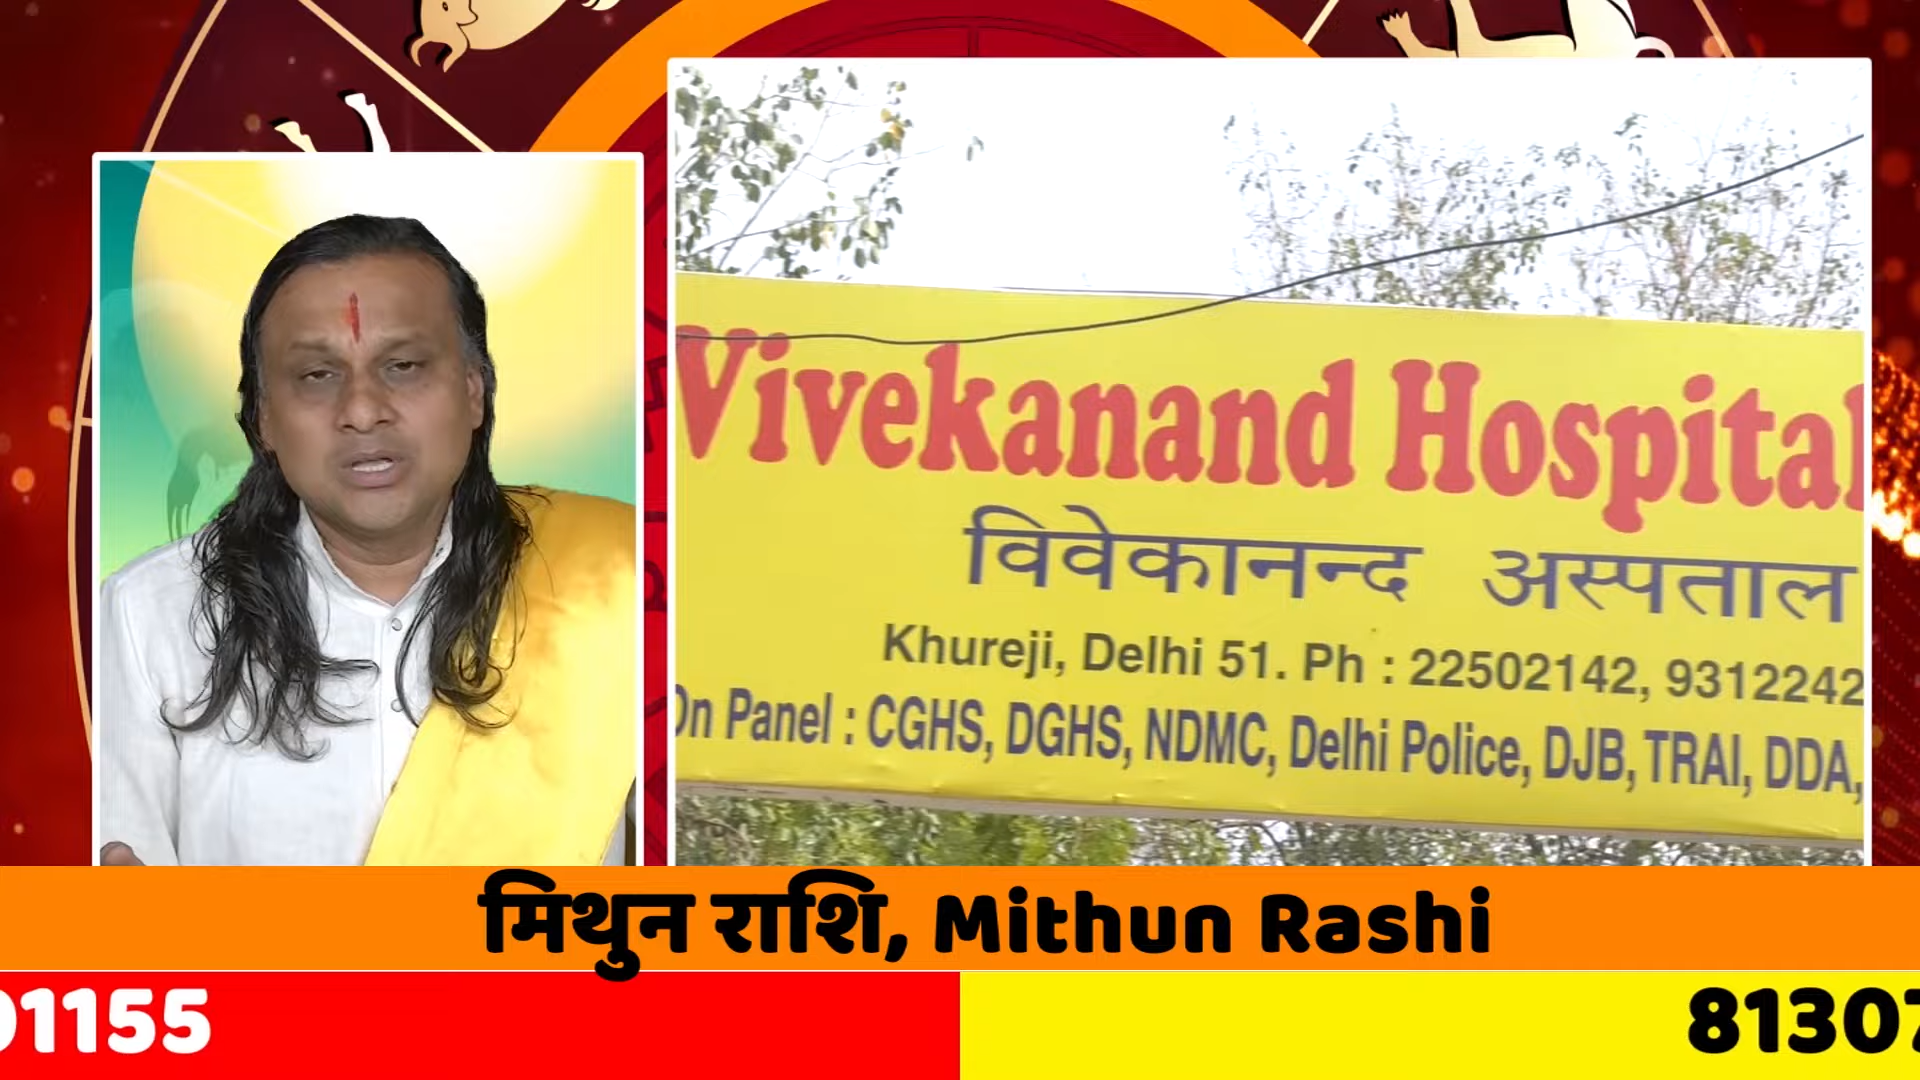 Vivekanand Hospital
विवेकानन्द अस्पताल
Khureji, Delhi 51. Ph : 22502142, 9312242
On Panel : CGHS, DGHS, NDMC, Delhi Police, DJB, TRAI, DDA,
मिथुन राशि, Mithun Rashi
1155
8130